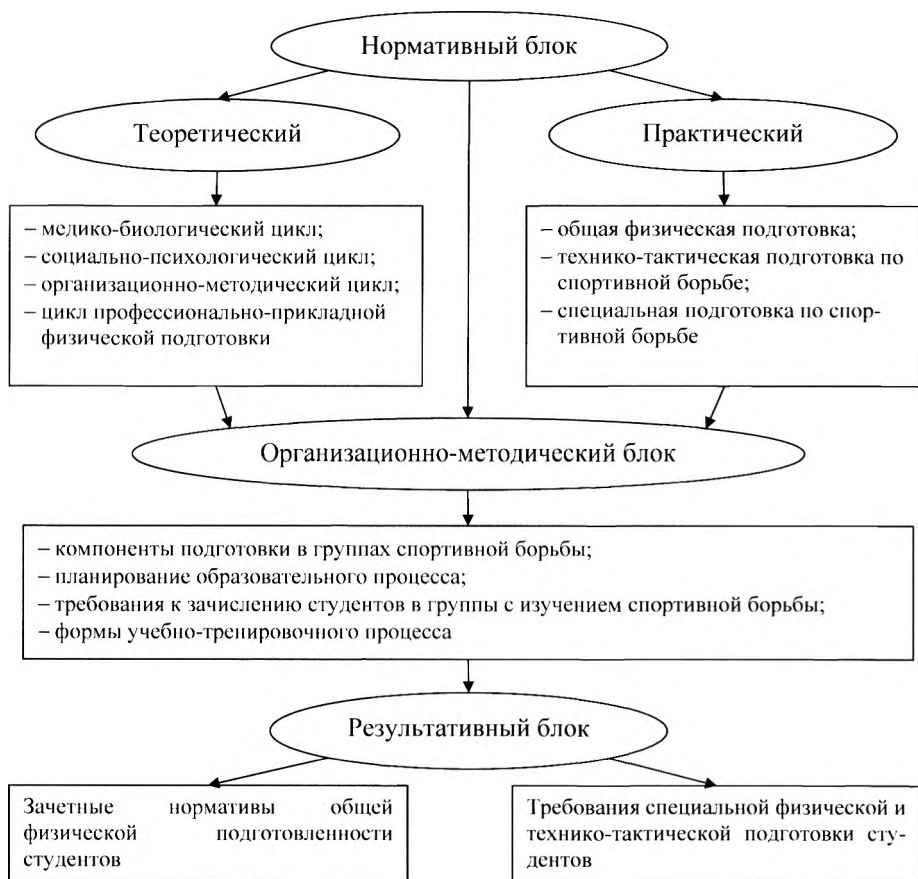 Нормативный блок
Теоретический
Практический
– медико-биологический цикл;
– социально-психологический цикл;
– организационно-методический цикл;
– цикл профессионально-прикладной
физической подготовки
– общая физическая подготовка;
– технико-тактическая подготовка по
спортивной борьбе;
– специальная подготовка по спор-
тивной борьбе
Организационно-методический блок
– компоненты подготовки в группах спортивной борьбы;
– планирование образовательного процесса;
– требования к зачислению студентов в группы с изучением спортивной борьбы;
– формы учебно-тренировочного процесса
Результативный блок
Зачетные нормативы общей
физической подготовленности
студентов
Требования специальной физической и
технико-тактической подготовки сту-
дентов